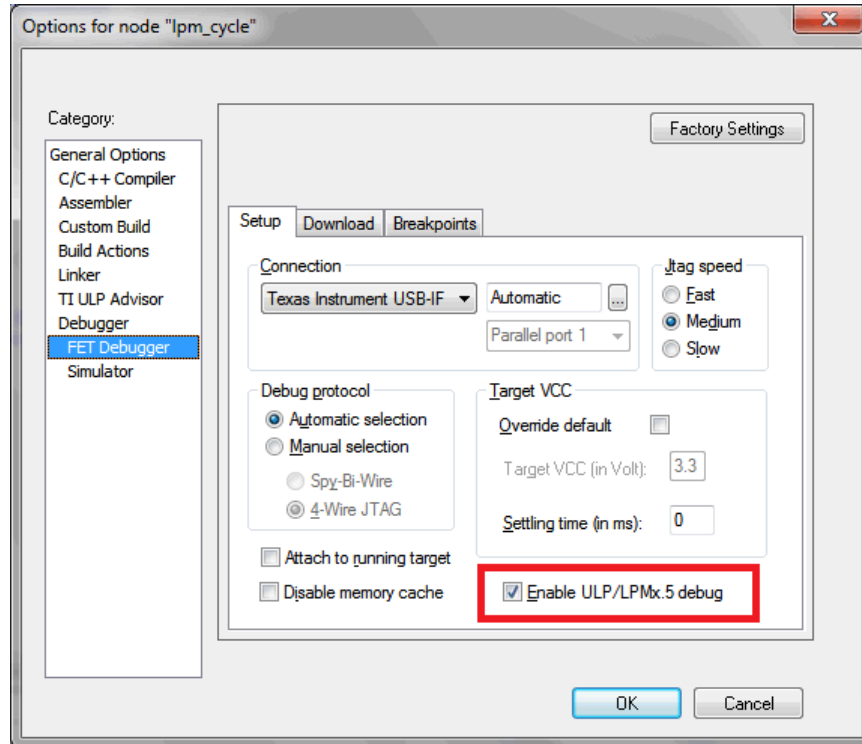 Options for node "lpm_cycle"
Category:
Factory Settings
General Options
C/C++ Compiler
Assembler
Custom Build
Build Actions
Linker
TI ULP Advisor
Debugger
FET Debugger
Simulator
Setup Download Breakpoints
Connection
Texas Instrument USB-IF Automatic ...
Parallel port 1
Jtag speed
Fast
Medium
Slow
Debug protocol
Automatic selection
Manual selection
Spy-Bi-Wire
4-Wire JTAG
Target VCC
Override default
Target VCC (in Volt): 3.3
Settling time (in ms): 0
Attach to running target
Disable memory cache
Enable ULP/LPMx.5 debug
OK Cancel